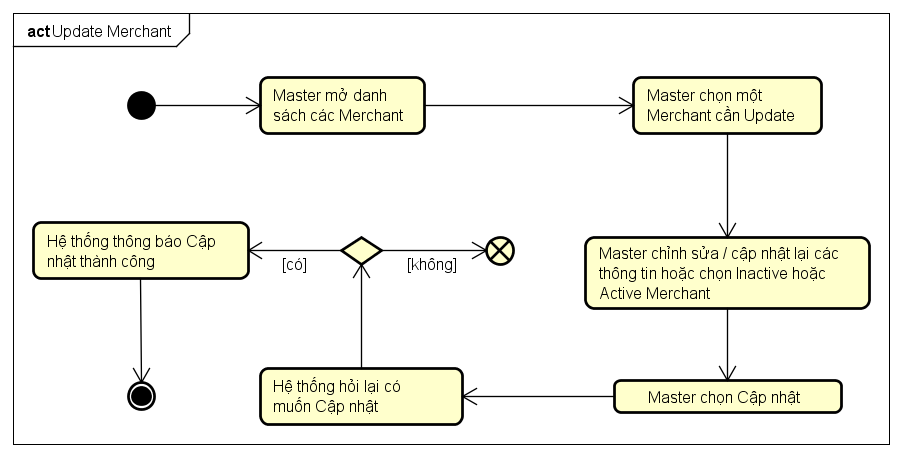 act Update Merchant
Master mở danh
sách các Merchant
Master chọn một
Merchant cần Update
Hệ thống thông báo Cập
nhật thành công
[có]
[không]
Master chỉnh sửa / cập nhật lại các
thông tin hoặc chọn Inactive hoặc
Active Merchant
Hệ thống hỏi lại có
muốn Cập nhật
Master chọn Cập nhật